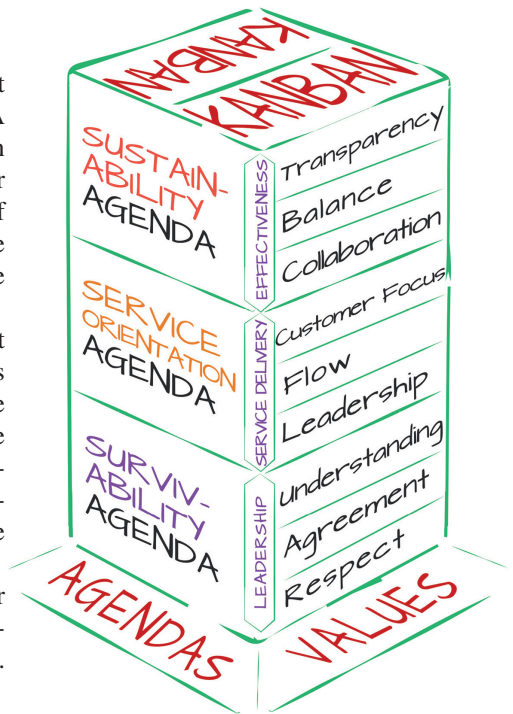 KANBAN
KANBAN
SUSTAIN-
ABILITY
AGENDA
EFFECTIVENESS
Transparency
Balance
Collaboration
SERVICE
ORIENTATION
AGENDA
SERVICE DELIVERY
Customer Focus
Flow
Leadership
SURVIV-
ABILITY
AGENDA
LEADERSHIP
understanding
Agreement
Respect
AGENDAS
VALUES